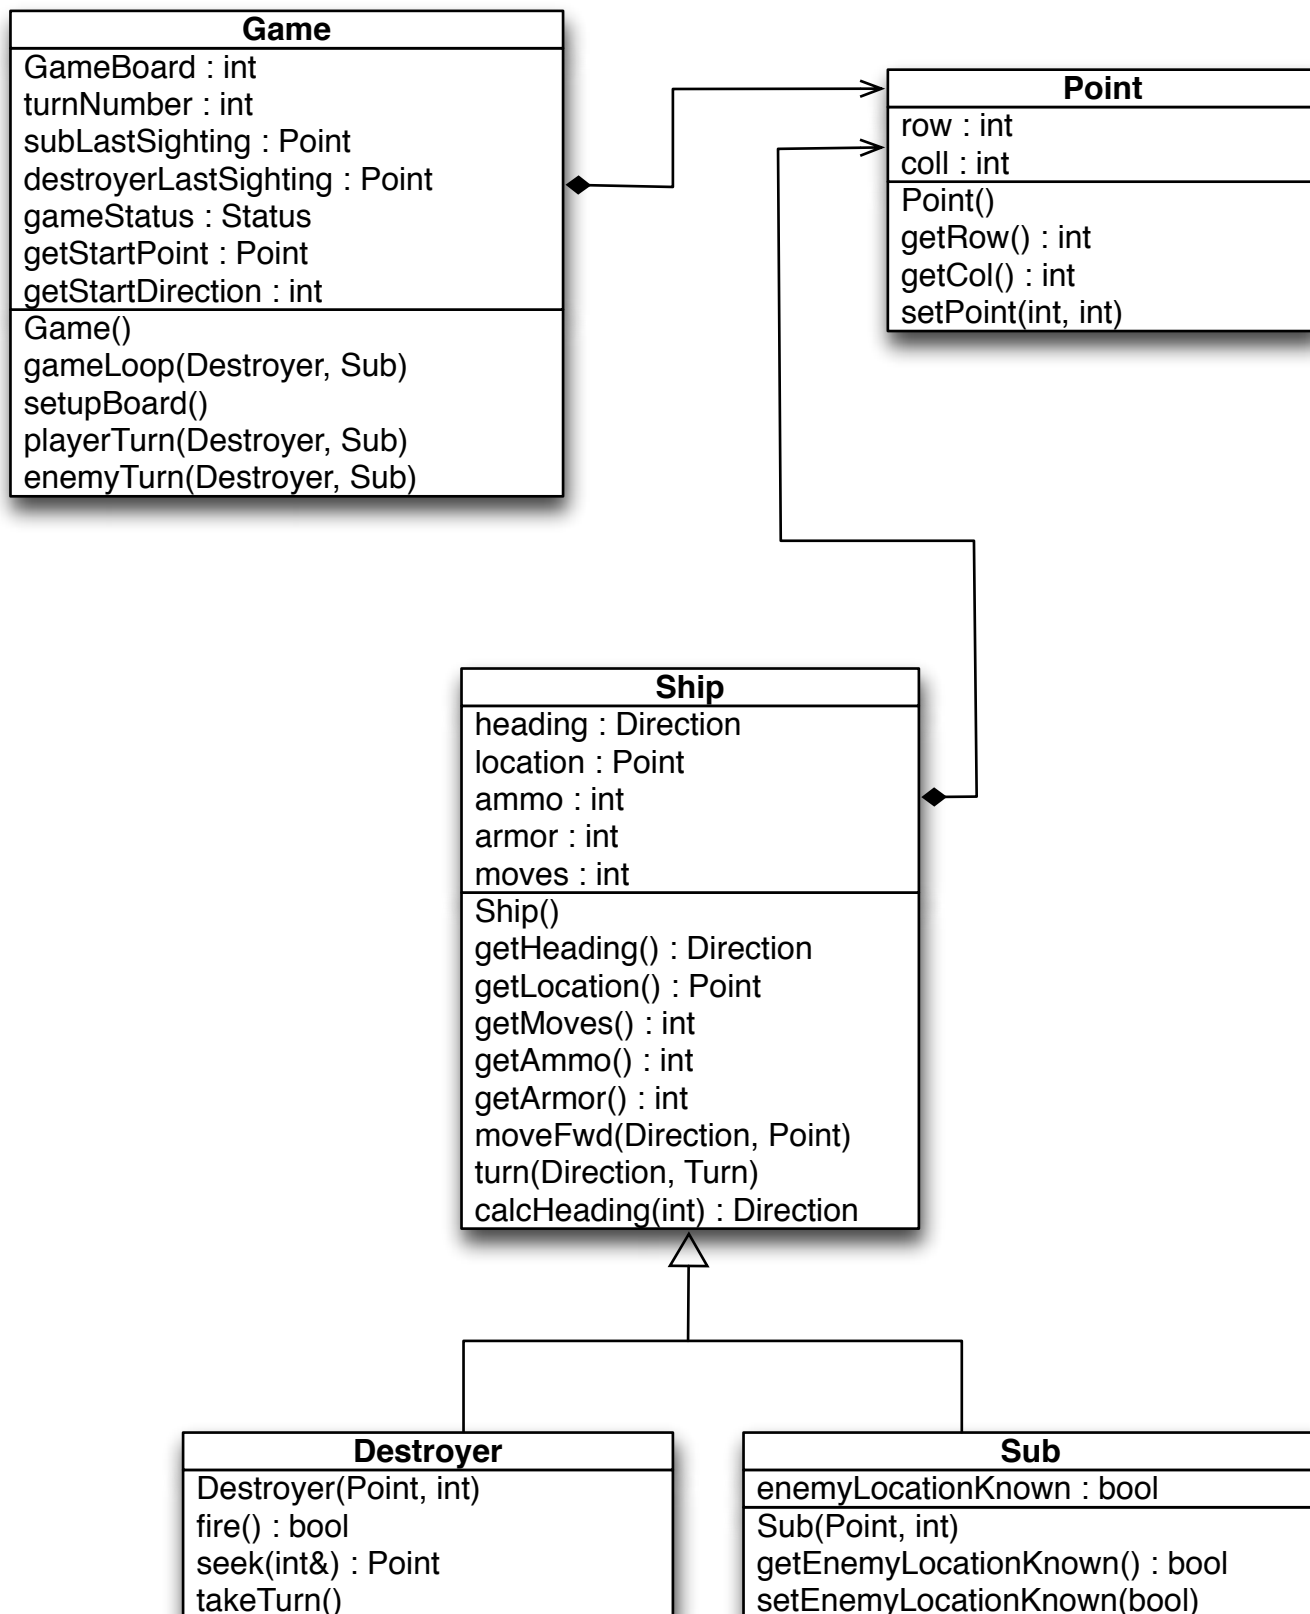 Game
GameBoard : int
turnNumber : int
subLastSighting : Point
destroyerLastSighting : Point
gameStatus : Status
getStartPoint : Point
getStartDirection : int
Game()
gameLoop(Destroyer, Sub)
setupBoard()
playerTurn(Destroyer, Sub)
enemyTurn(Destroyer, Sub)
Point
row : int
coll : int
Point()
getRow() : int
getCol() : int
setPoint(int, int)
Ship
heading : Direction
location : Point
ammo : int
armor : int
moves : int
Ship()
getHeading() : Direction
getLocation() : Point
getMoves() : int
getAmmo() : int
getArmor() : int
moveFwd(Direction, Point)
turn(Direction, Turn)
calcHeading(int) : Direction
Destroyer
Destroyer(Point, int)
fire() : bool
seek(int&) : Point
takeTurn()
Sub
enemyLocationKnown : bool
Sub(Point, int)
getEnemyLocationKnown() : bool
setEnemyLocationKnown(bool)